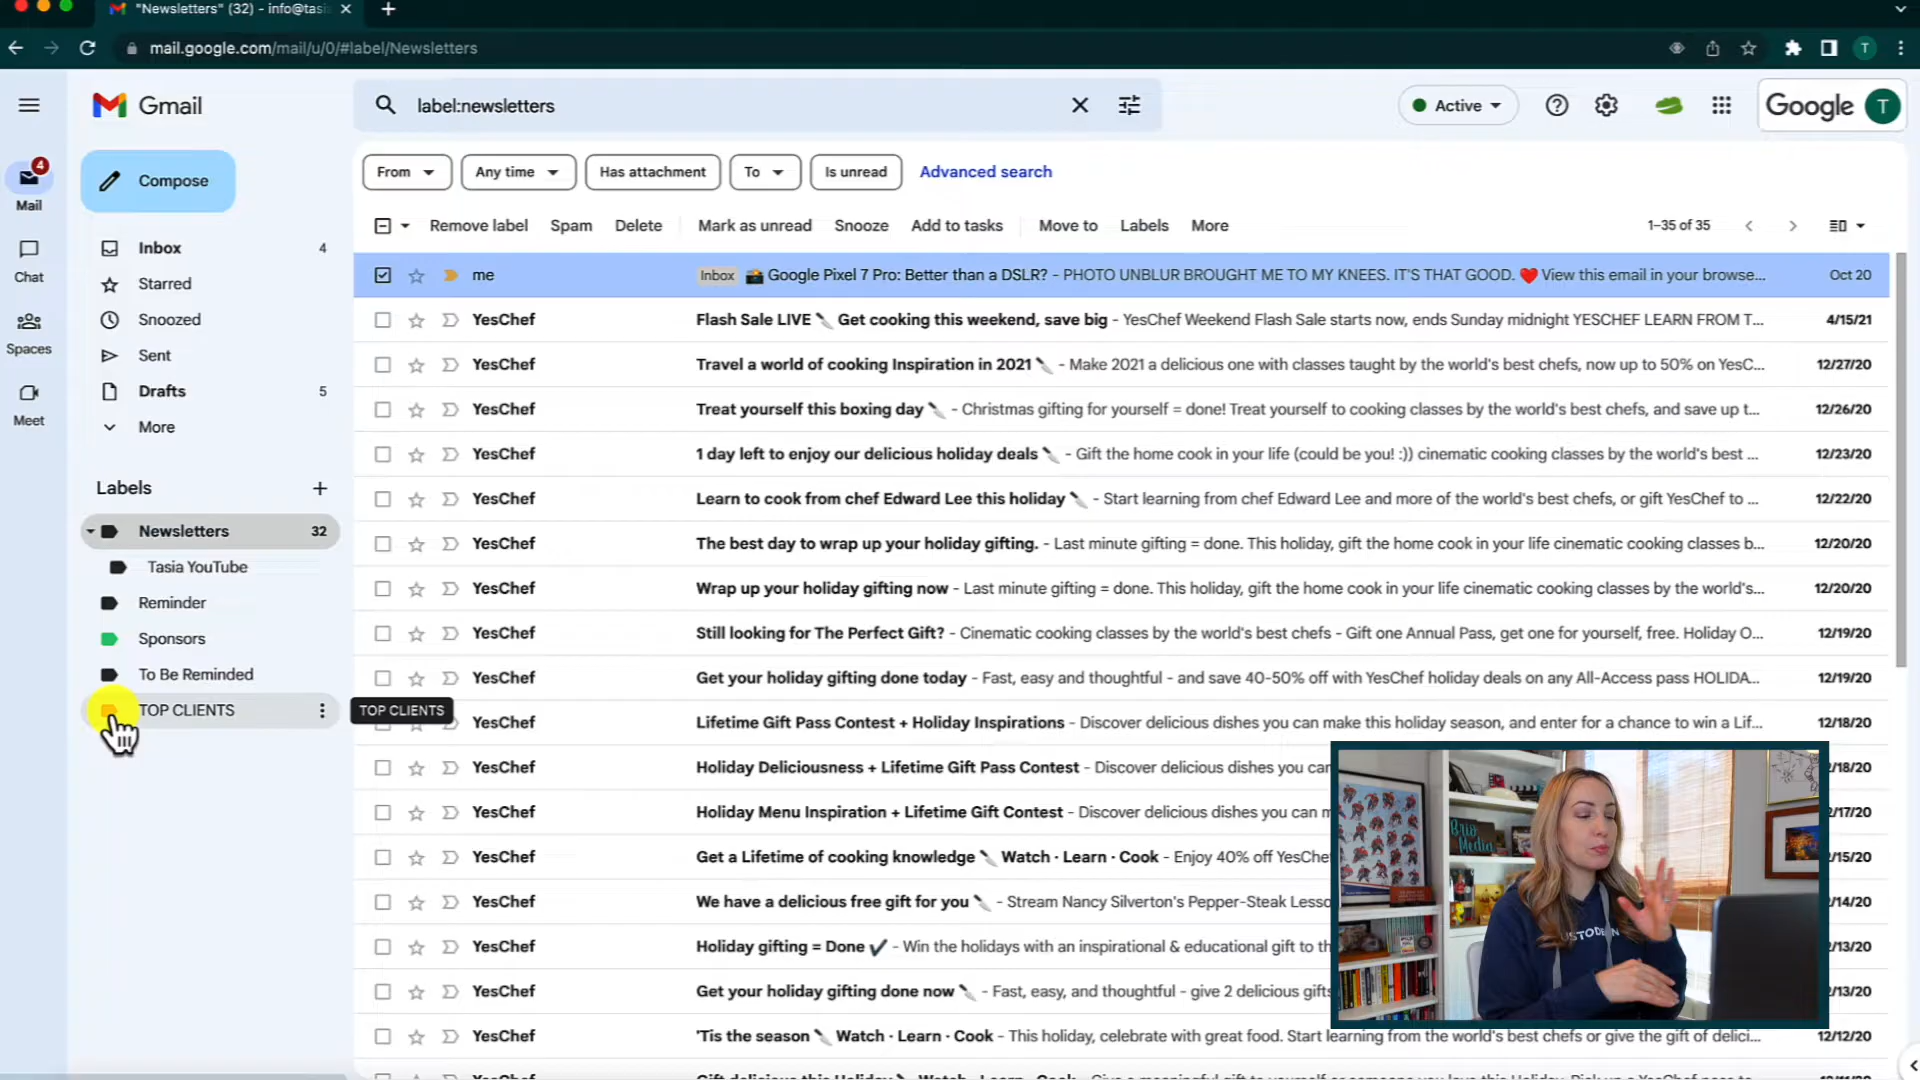 "Newsletters" (32) - info@tasi
mail.google.com/mail/u/0/#label/Newsletters
Gmail
label:newsletters
Active
Google T
4
Mail
Chat
Spaces
Meet
Compose
Inbox 4
Starred
Snoozed
Sent
Drafts 5
More
Labels +
Newsletters 32
Tasia YouTube
Reminder
Sponsors
To Be Reminded
TOP CLIENTS
TOP CLIENTS
From Any time Has attachment To Is unread Advanced search
Remove label Spam Delete Mark as unread Snooze Add to tasks Move to Labels More 1–35 of 35
me Inbox 📸 Google Pixel 7 Pro: Better than a DSLR? - PHOTO UNBLUR BROUGHT ME TO MY KNEES. IT'S THAT GOOD. ❤️ View this email in your browse... Oct 20
YesChef Flash Sale LIVE 🔪 Get cooking this weekend, save big - YesChef Weekend Flash Sale starts now, ends Sunday midnight YESCHEF LEARN FROM T... 4/15/21
YesChef Travel a world of cooking Inspiration in 2021 🔪 - Make 2021 a delicious one with classes taught by the world's best chefs, now up to 50% on YesC... 12/27/20
YesChef Treat yourself this boxing day 🔪 - Christmas gifting for yourself = done! Treat yourself to cooking classes by the world's best chefs, and save up t... 12/26/20
YesChef 1 day left to enjoy our delicious holiday deals 🔪 - Gift the home cook in your life (could be you! :)) cinematic cooking classes by the world's best ... 12/23/20
YesChef Learn to cook from chef Edward Lee this holiday 🔪 - Start learning from chef Edward Lee and more of the world's best chefs, or gift YesChef to ... 12/22/20
YesChef The best day to wrap up your holiday gifting. - Last minute gifting = done. This holiday, gift the home cook in your life cinematic cooking classes b... 12/20/20
YesChef Wrap up your holiday gifting now - Last minute gifting = done. This holiday, gift the home cook in your life cinematic cooking classes by the world's... 12/20/20
YesChef Still looking for The Perfect Gift? - Cinematic cooking classes by the world's best chefs - Gift one Annual Pass, get one for yourself, free. Holiday O... 12/19/20
YesChef Get your holiday gifting done today - Fast, easy and thoughtful - and save 40-50% off with YesChef holiday deals on any All-Access pass HOLIDA... 12/19/20
YesChef Lifetime Gift Pass Contest + Holiday Inspirations - Discover delicious dishes you can make this holiday season, and enter for a chance to win a Lif... 12/18/20
YesChef Holiday Deliciousness + Lifetime Gift Pass Contest - Discover delicious dishes you can 2/18/20
YesChef Holiday Menu Inspiration + Lifetime Gift Contest - Discover delicious dishes you can m 2/17/20
YesChef Get a Lifetime of cooking knowledge 🔪 Watch · Learn · Cook - Enjoy 40% off YesChef 2/15/20
YesChef We have a delicious free gift for you 🔪 - Stream Nancy Silverton's Pepper-Steak Lesso 2/14/20
YesChef Holiday gifting = Done ✔️ - Win the holidays with an inspirational & educational gift to th 2/13/20
YesChef Get your holiday gifting done now 🔪 - Fast, easy, and thoughtful - give 2 delicious gifts 2/13/20
YesChef 'Tis the season 🔪 Watch · Learn · Cook - This holiday, celebrate with great food. Start learning from the world's best chefs or give the gift of delici... 12/12/20
Brio
Media